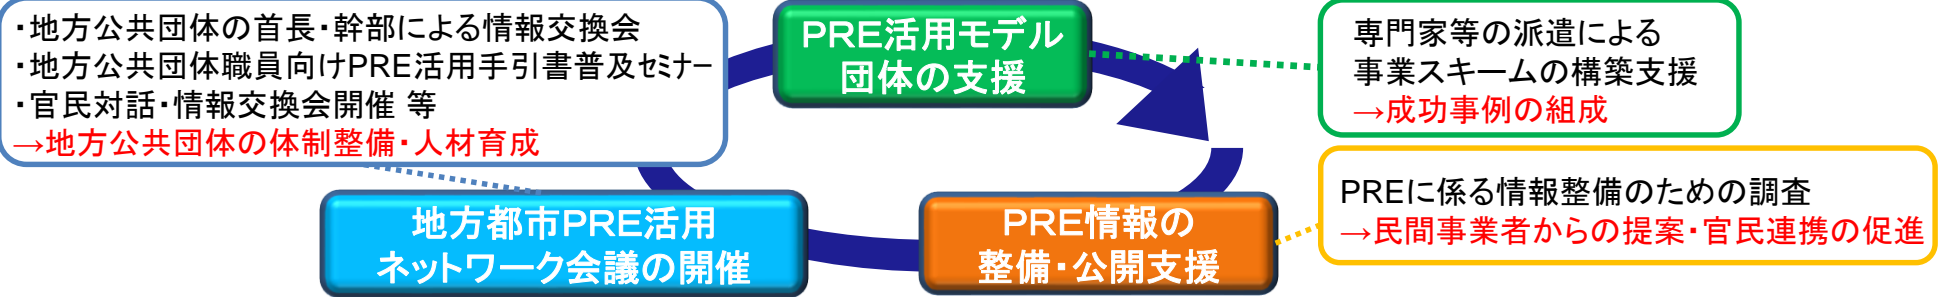 ・地方公共団体の首長・幹部による情報交換会
・地方公共団体職員向けPRE活用手引書普及ｾﾐﾅｰ
・官民対話・情報交換会開催 等
→地方公共団体の体制整備・人材育成
PRE活用モデル
団体の支援
専門家等の派遣による
事業スキームの構築支援
→成功事例の組成
地方都市PRE活用
ネットワーク会議の開催
PRE情報の
整備・公開支援
PREに係る情報整備のための調査
→民間事業者からの提案・官民連携の促進